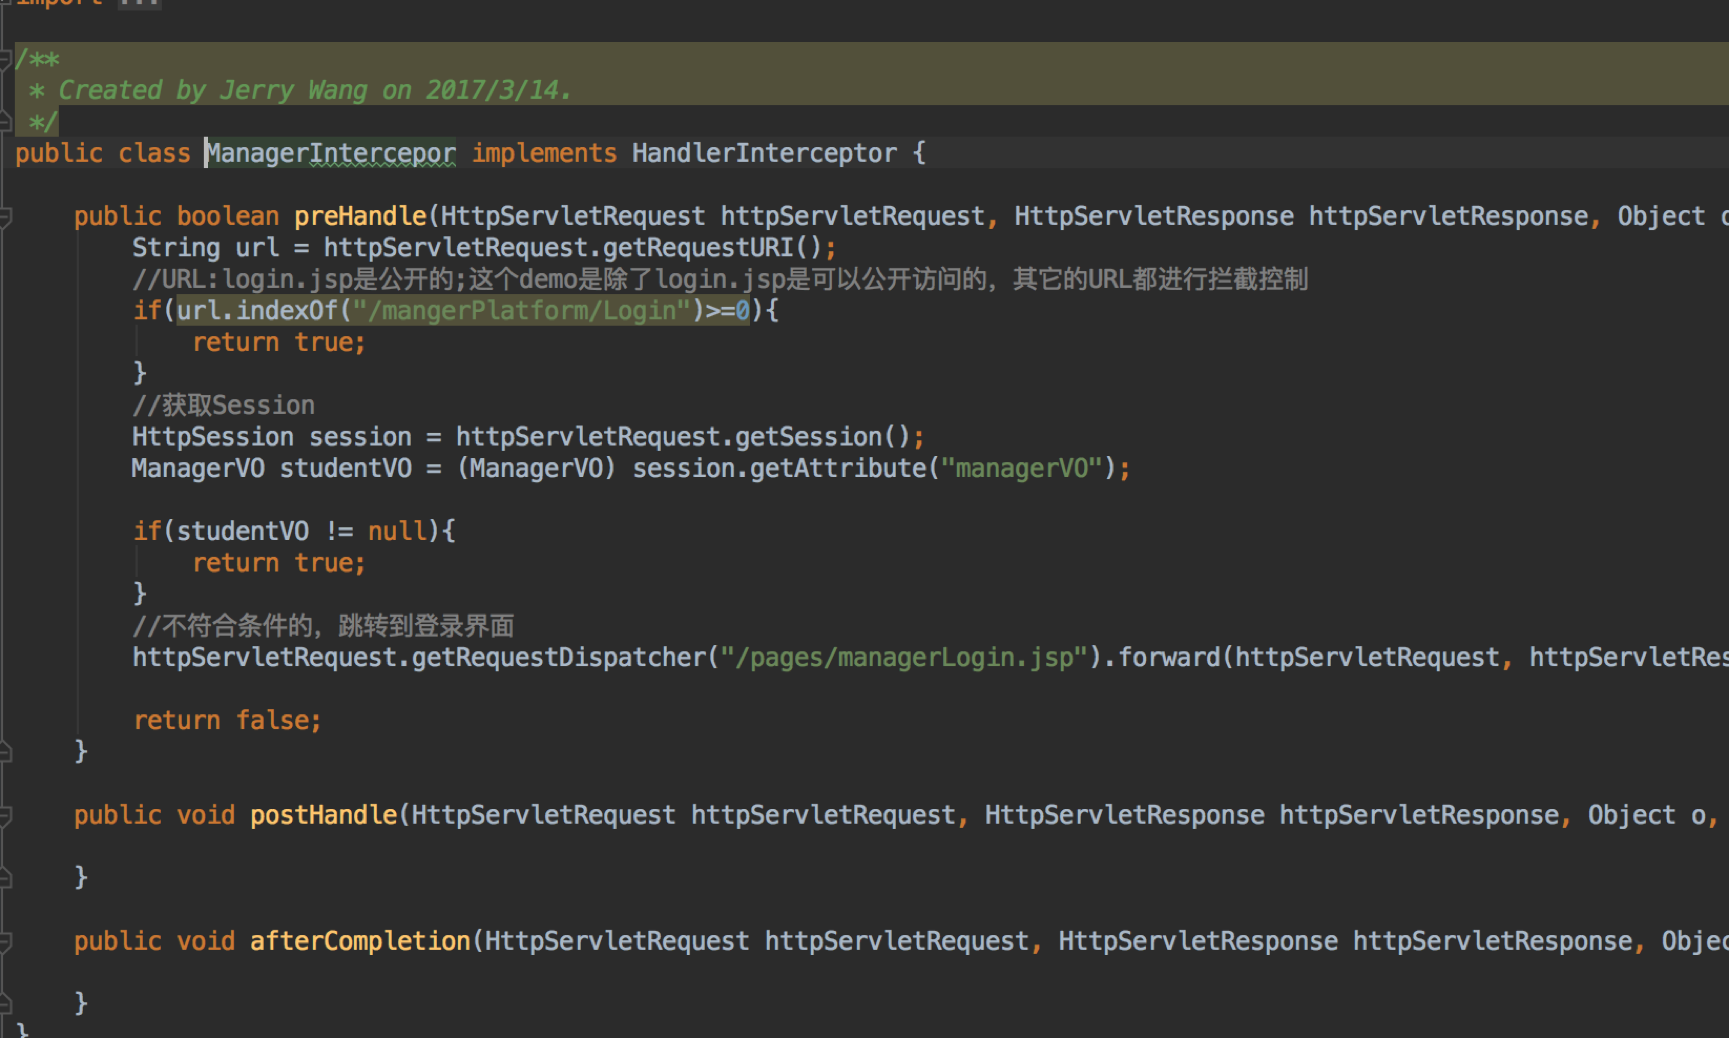 import ...
/**
 * Created by Jerry Wang on 2017/3/14.
 */
public class ManagerIntercepor implements HandlerInterceptor {
    public boolean preHandle(HttpServletRequest httpServletRequest, HttpServletResponse httpServletResponse, Object
        String url = httpServletRequest.getRequestURI();
        //URL:login.jsp是公开的;这个demo是除了login.jsp是可以公开访问的，其它的URL都进行拦截控制
        if(url.indexOf("/mangerPlatform/Login")>=0){
            return true;
        }
        //获取Session
        HttpSession session = httpServletRequest.getSession();
        ManagerVO studentVO = (ManagerVO) session.getAttribute("managerVO");
        if(studentVO != null){
            return true;
        }
        //不符合条件的，跳转到登录界面
        httpServletRequest.getRequestDispatcher("/pages/managerLogin.jsp").forward(httpServletRequest, httpServletRes
        return false;
    }
    public void postHandle(HttpServletRequest httpServletRequest, HttpServletResponse httpServletResponse, Object o,
    }
    public void afterCompletion(HttpServletRequest httpServletRequest, HttpServletResponse httpServletResponse, Objec
    }
}